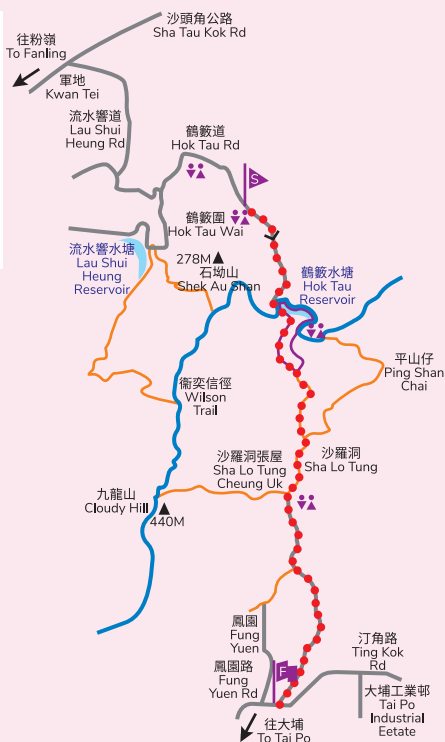 沙頭角公路
Sha Tau Kok Rd
往粉嶺
To Fanling
軍地
Kwan Tei
流水響道
Lau Shui
Heung Rd
鶴藪道
Hok Tau Rd
S
鶴藪圍
Hok Tau Wai
流水響水塘
Lau Shui
Heung
Reservoir
278M
石坳山
Shek Au Shan
鶴藪水塘
Hok Tau
Reservoir
平山仔
Ping Shan
Chai
衞奕信徑
Wilson
Trail
沙羅洞張屋
Sha Lo Tung
Cheung Uk
沙羅洞
Sha Lo Tung
九龍山
Cloudy Hill
440M
鳳園
Fung
Yuen
鳳園路
Fung
Yuen Rd
F
汀角路
Ting Kok
Rd
大埔工業邨
Tai Po
Industrial
Eetate
往大埔
To Tai Po